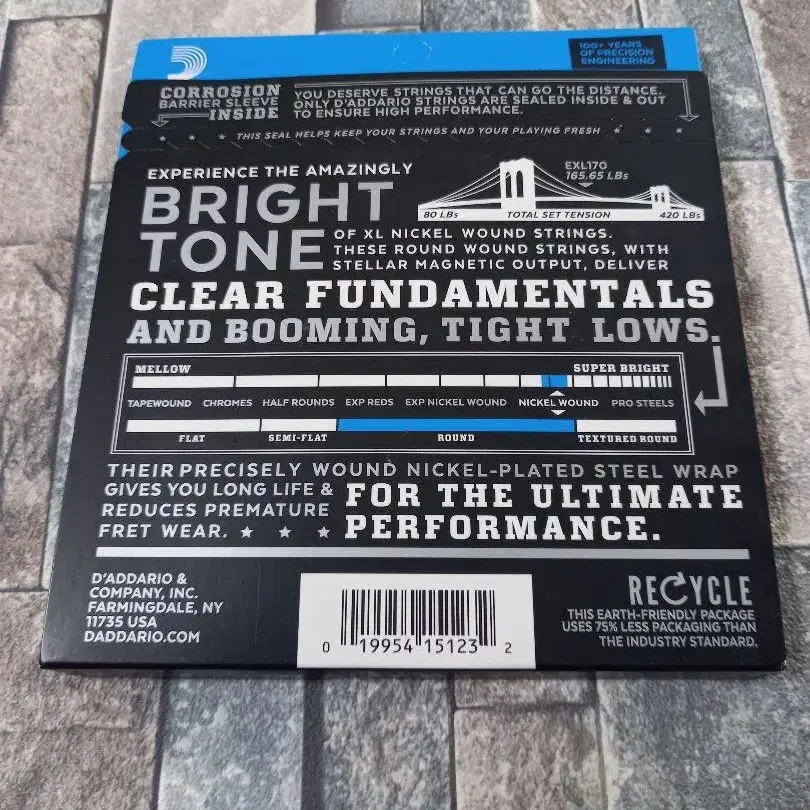 100+ YEARS
OF PRECISION
ENGINEERING
CORROSION
BARRIER SLEEVE
INSIDE
YOU DESERVE STRINGS THAT CAN GO THE DISTANCE.
ONLY D'ADDARIO STRINGS ARE SEALED INSIDE & OUT
TO ENSURE HIGH PERFORMANCE.
THIS SEAL HELPS KEEP YOUR STRINGS AND YOUR PLAYING FRESH
EXPERIENCE THE AMAZINGLY
BRIGHT
TONE
EXL170
165.65 LBs
80 LBs TOTAL SET TENSION 420 LBs
OF XL NICKEL WOUND STRINGS.
THESE ROUND WOUND STRINGS, WITH
STELLAR MAGNETIC OUTPUT, DELIVER
CLEAR FUNDAMENTALS
AND BOOMING, TIGHT LOWS.
MELLOW SUPER BRIGHT
TAPEWOUND CHROMES HALF ROUNDS EXP REDS EXP NICKEL WOUND NICKEL WOUND PRO STEELS
FLAT SEMI-FLAT ROUND TEXTURED ROUND
THEIR PRECISELY WOUND NICKEL-PLATED STEEL WRAP
GIVES YOU LONG LIFE &
REDUCES PREMATURE
FRET WEAR.
FOR THE ULTIMATE
PERFORMANCE.
D'ADDARIO &
COMPANY, INC.
FARMINGDALE, NY
11735 USA
DADDARIO.COM
0 19954 15123 2
RECYCLE
THIS EARTH-FRIENDLY PACKAGE
USES 75% LESS PACKAGING THAN
THE INDUSTRY STANDARD.